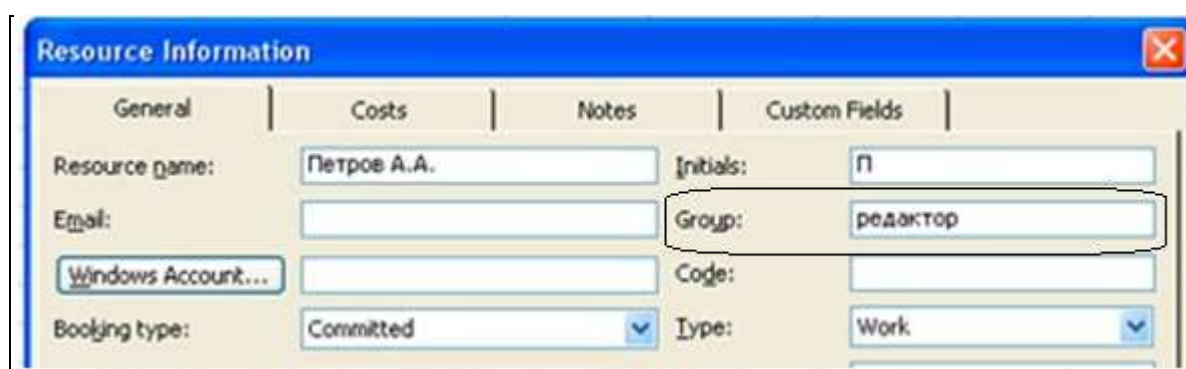 Resource Information
General Costs Notes Custom Fields
Resource name: Петров А.А. Initials: П
Email: Group: редактор
Windows Account... Code:
Booking type: Committed Type: Work